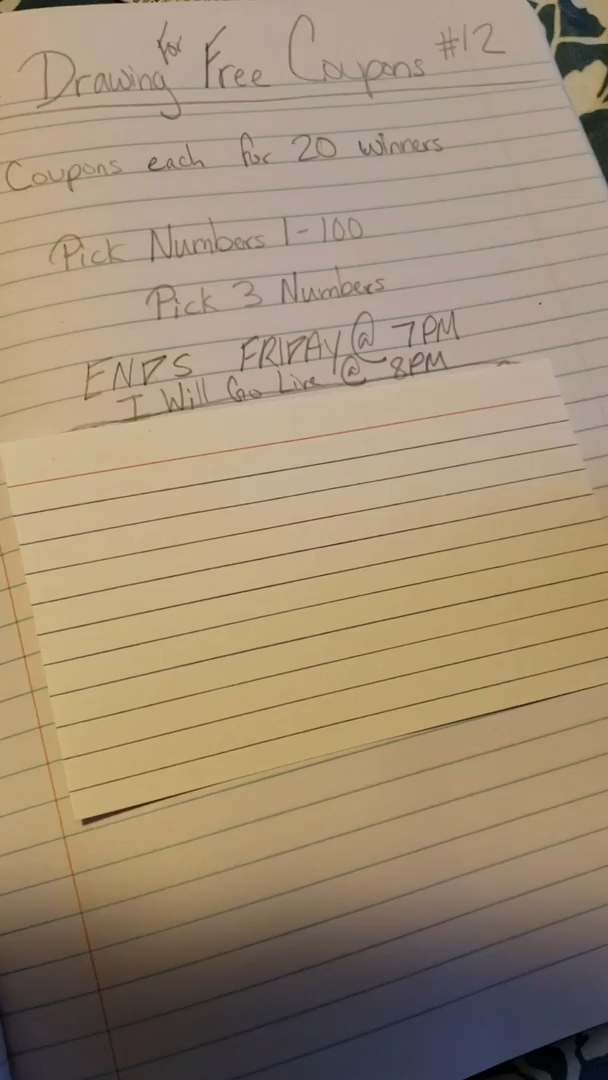 Drawing for Free Coupons #12
Coupons each for 20 winners
Pick Numbers 1-100
Pick 3 Numbers
ENDS FRIDAY @ 7PM
I Will Go Live @ 8PM